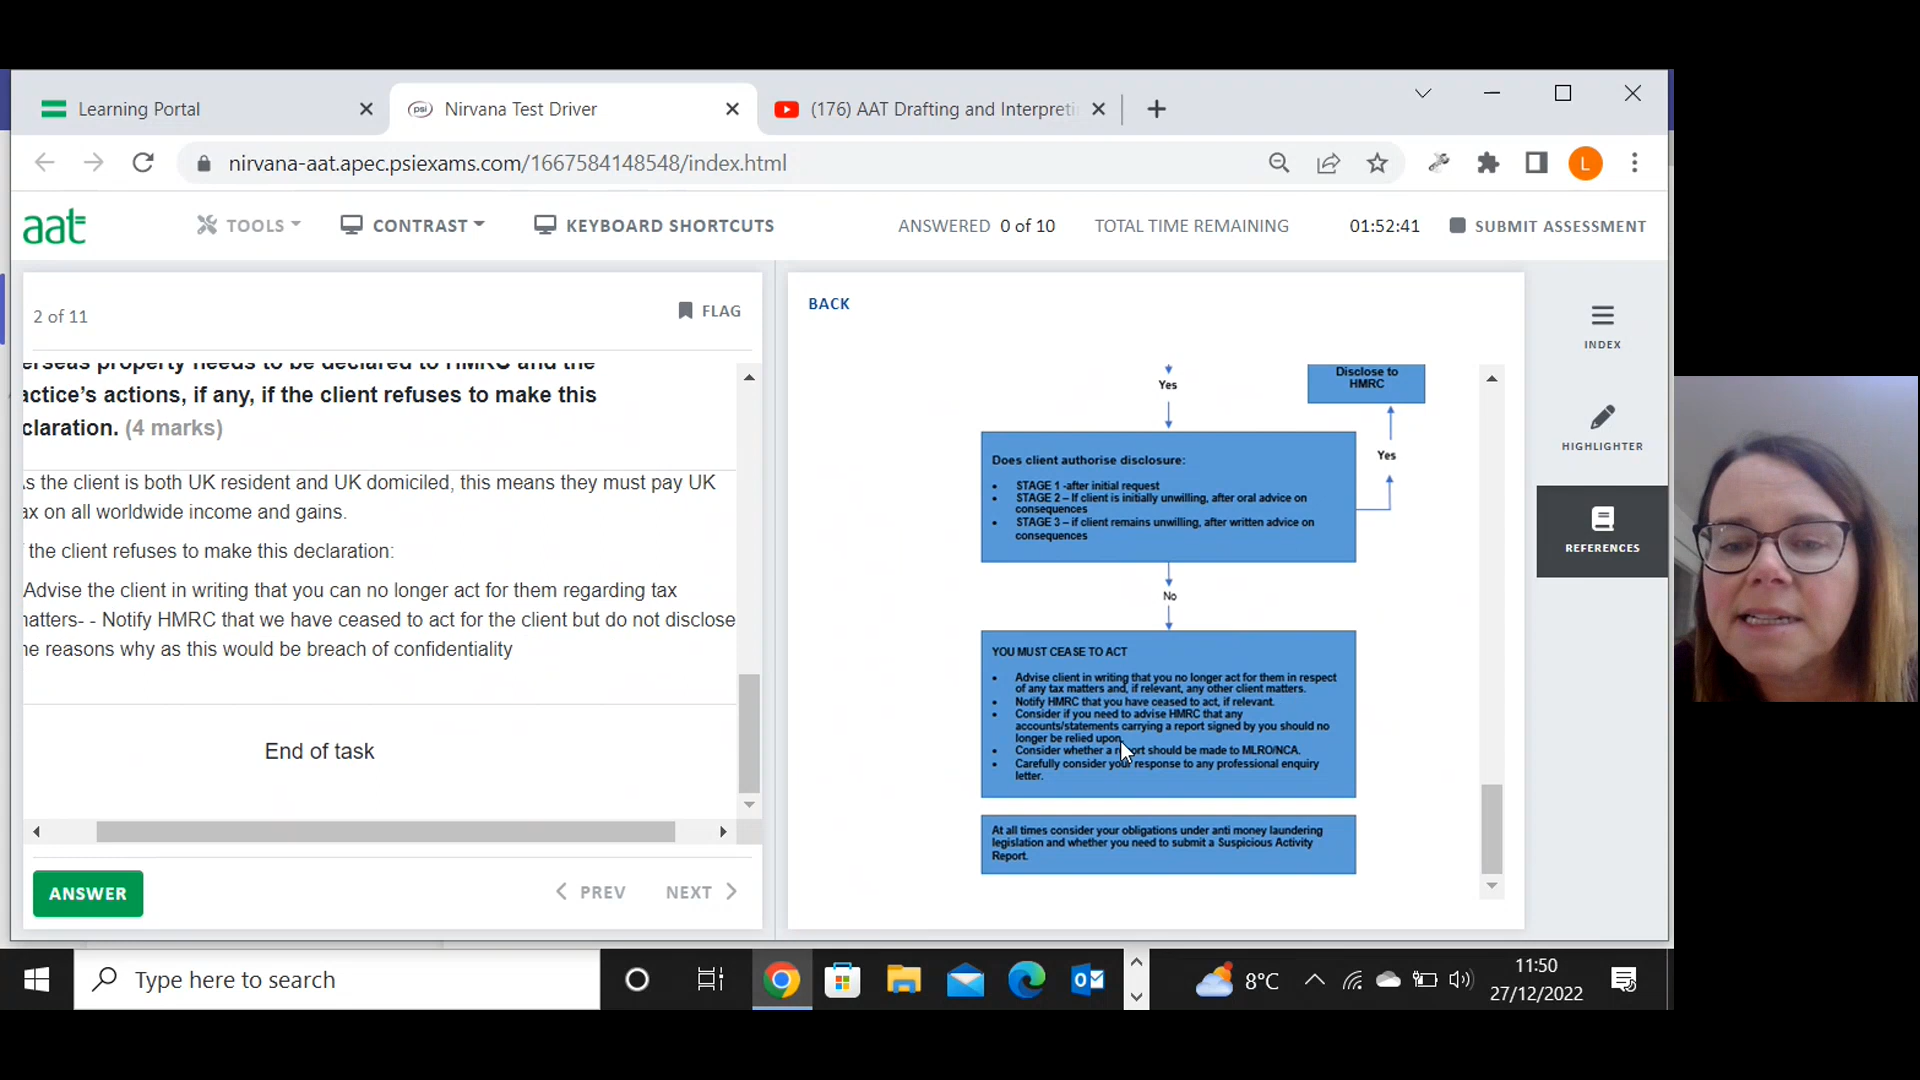 Learning Portal
Nirvana Test Driver
(176) AAT Drafting and Interpreti
nirvana-aat.apec.psiexams.com/1667584148548/index.html
L
aat
TOOLS
CONTRAST
KEYBOARD SHORTCUTS
ANSWERED 0 of 10
TOTAL TIME REMAINING
01:52:41
SUBMIT ASSESSMENT
2 of 11
FLAG
erseas property needs to be declared to HMRC and the
actice's actions, if any, if the client refuses to make this
claration. (4 marks)
s the client is both UK resident and UK domiciled, this means they must pay UK
ax on all worldwide income and gains.
f the client refuses to make this declaration:
Advise the client in writing that you can no longer act for them regarding tax
matters- - Notify HMRC that we have ceased to act for the client but do not disclose
he reasons why as this would be breach of confidentiality
End of task
ANSWER
PREV
NEXT
BACK
Yes
Disclose to
HMRC
Does client authorise disclosure:
• STAGE 1 -after initial request
• STAGE 2 – If client is initially unwilling, after oral advice on
consequences
• STAGE 3 – if client remains unwilling, after written advice on
consequences
Yes
No
YOU MUST CEASE TO ACT
• Advise client in writing that you no longer act for them in respect
of any tax matters and, if relevant, any other client matters.
• Notify HMRC that you have ceased to act, if relevant.
• Consider if you need to advise HMRC that any
accounts/statements carrying a report signed by you should no
longer be relied upon.
• Consider whether a report should be made to MLRO/NCA.
• Carefully consider your response to any professional enquiry
letter.
At all times consider your obligations under anti money laundering
legislation and whether you need to submit a Suspicious Activity
Report.
INDEX
HIGHLIGHTER
REFERENCES
Type here to search
8°C
11:50
27/12/2022